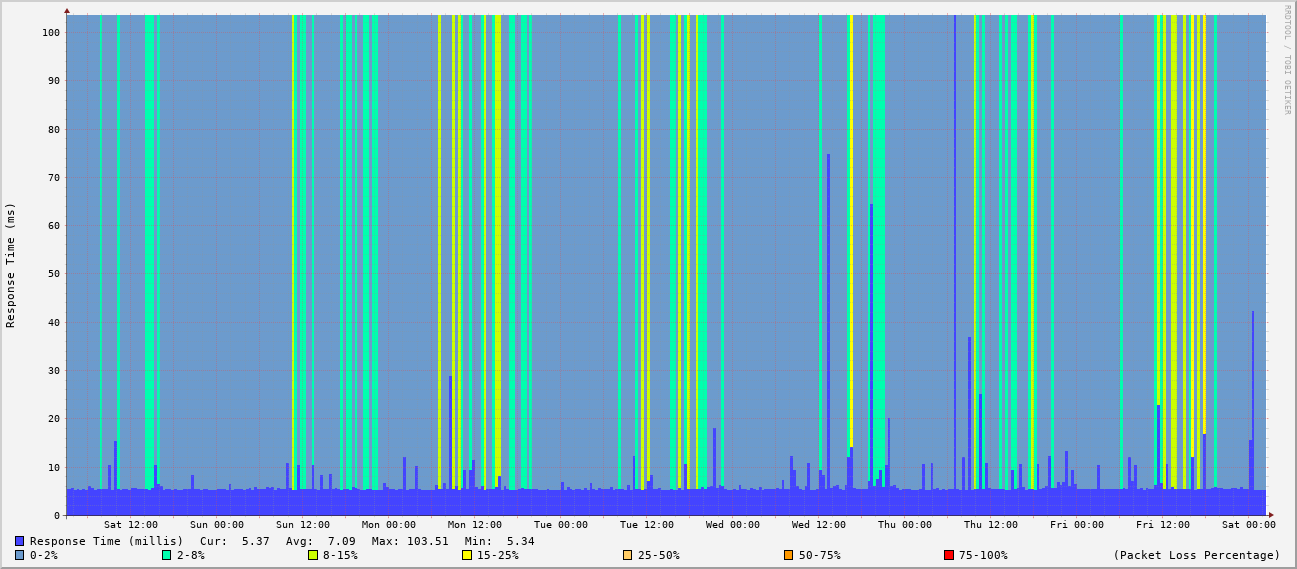 RRDTOOL / TOBI OETIKER
Response Time (ms)
100
90
80
70
60
50
40
30
20
10
0
Sat 12:00 Sun 00:00 Sun 12:00 Mon 00:00 Mon 12:00 Tue 00:00 Tue 12:00 Wed 00:00 Wed 12:00 Thu 00:00 Thu 12:00 Fri 00:00 Fri 12:00 Sat 00:00
Response Time (millis) Cur: 5.37 Avg: 7.09 Max: 103.51 Min: 5.34
0-2% 2-8% 8-15% 15-25% 25-50% 50-75% 75-100% (Packet Loss Percentage)